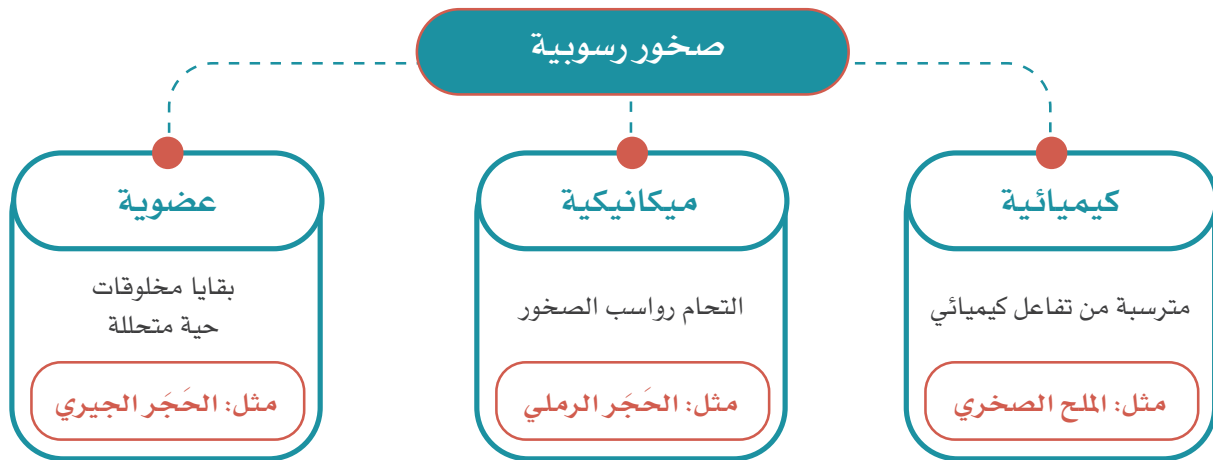 صخور رسوبية
كيميائية
مترسبة من تفاعل كيميائي
مثل: الملح الصخري
ميكانيكية
التحام رواسب الصخور
مثل: الحَجَر الرملي
عضوية
بقايا مخلوقات
حية متحللة
مثل: الحَجَر الجيري